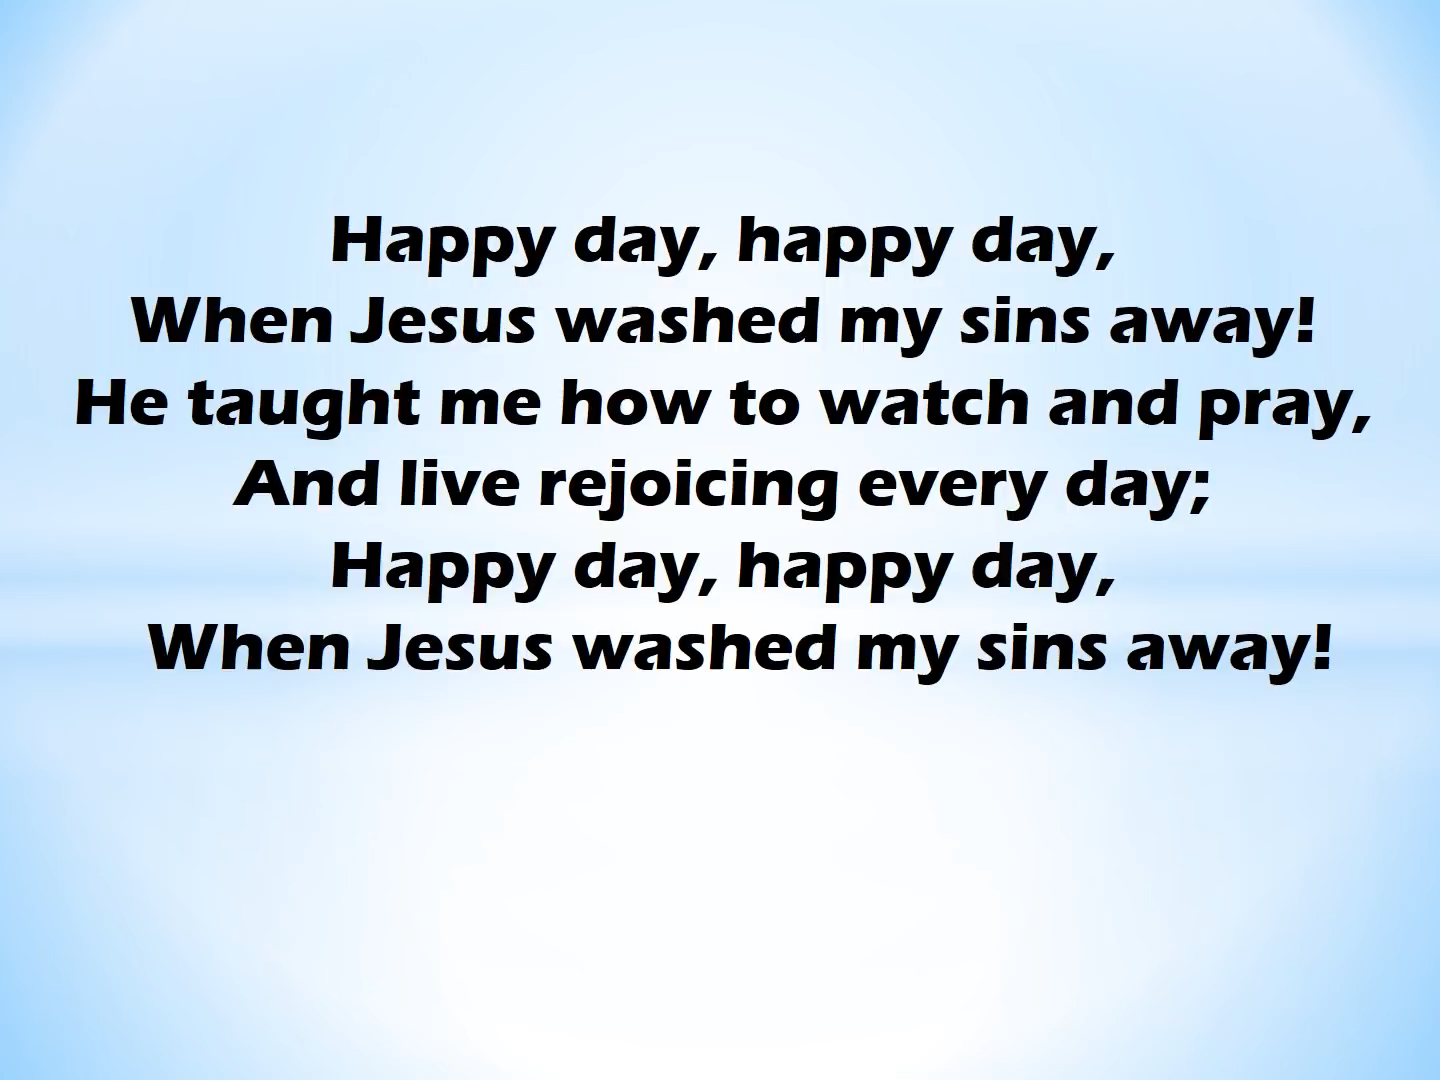 Happy day, happy day,
When Jesus washed my sins away!
He taught me how to watch and pray,
And live rejoicing every day;
Happy day, happy day,
When Jesus washed my sins away!